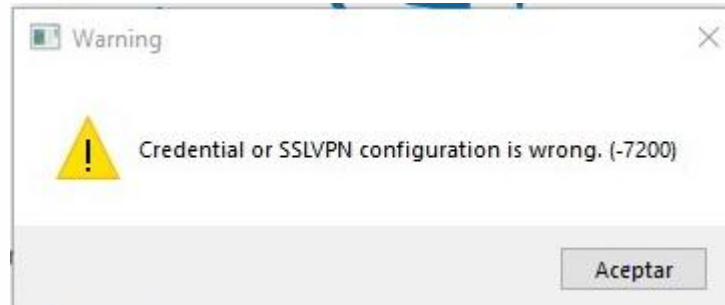 Warning
Credential or SSLVPN configuration is wrong. (-7200)
Aceptar